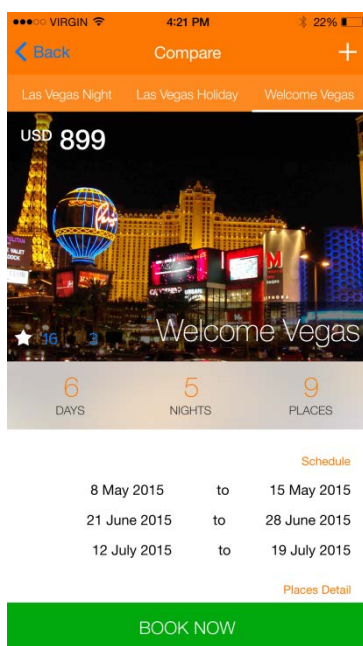 VIRGIN 4:21 PM 22%
Back Compare +
Las Vegas Night Las Vegas Holiday Welcome Vegas
USD 899
Paris
M
16 3 Welcome Vegas
6 5 9
DAYS NIGHTS PLACES
Schedule
8 May 2015 to 15 May 2015
21 June 2015 to 28 June 2015
12 July 2015 to 19 July 2015
Places Detail
BOOK NOW